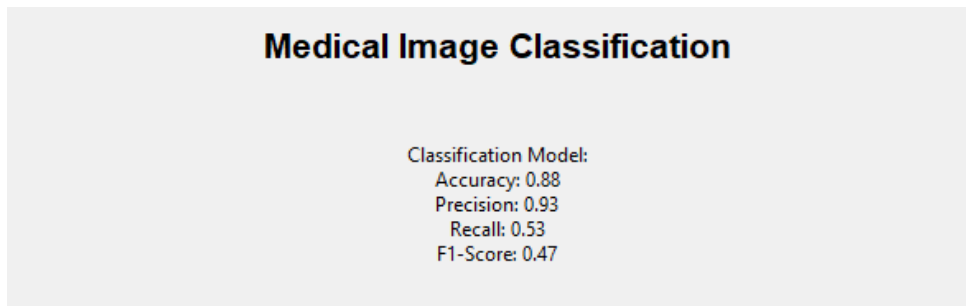 Medical Image Classification
Classification Model:
Accuracy: 0.88
Precision: 0.93
Recall: 0.53
F1-Score: 0.47